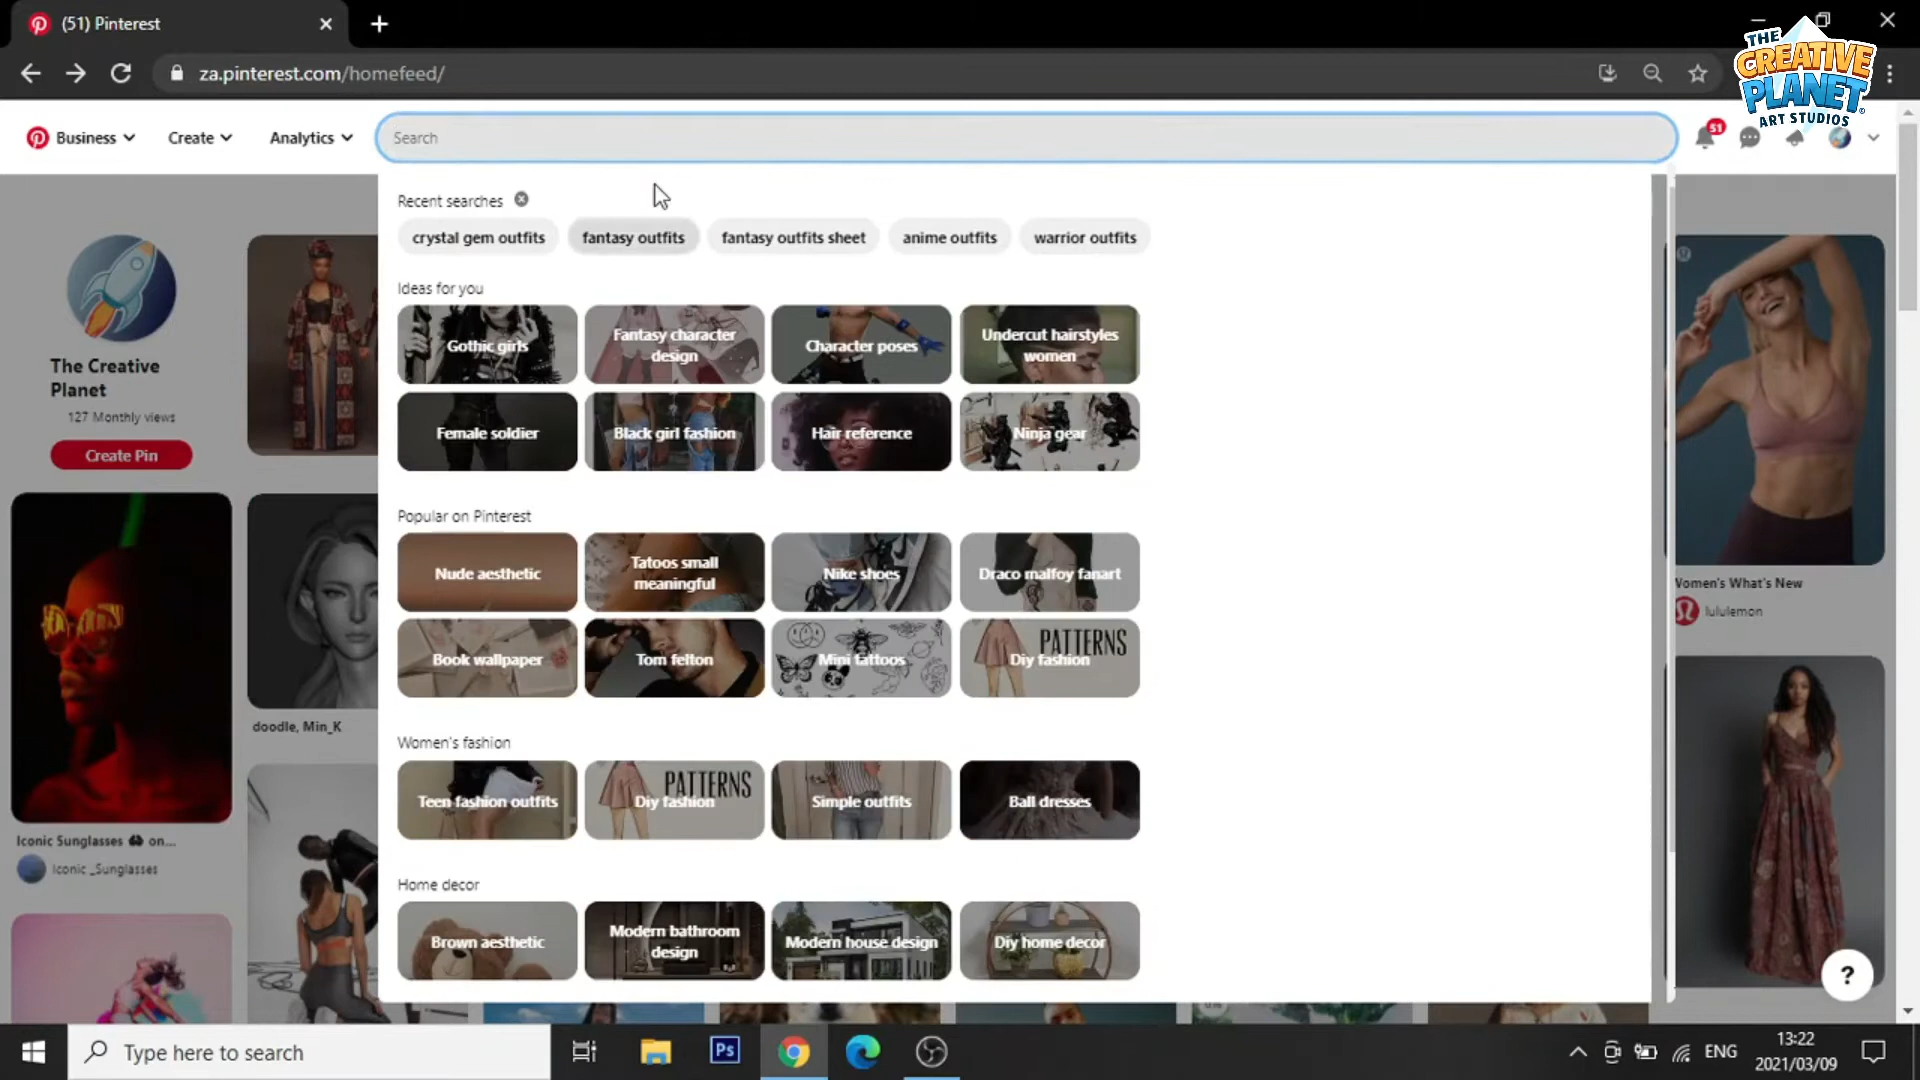 (51) Pinterest
THE
CREATIVE
PLANET
ART STUDIOS
za.pinterest.com/homefeed/
Business
Create
Analytics
Search
51
Recent searches
crystal gem outfits
fantasy outfits
fantasy outfits sheet
anime outfits
warrior outfits
Ideas for you
Gothic girls
Fantasy character
design
Character poses
Undercut hairstyles
women
Female soldier
Black girl fashion
Hair reference
Ninja gear
The Creative
Planet
127 Monthly views
Create Pin
Popular on Pinterest
Nude aesthetic
Tatoos small
meaningful
Nike shoes
Draco malfoy fanart
Book wallpaper
Tom felton
Mini tattoos
PATTERNS
Diy fashion
Women's What's New
lululemon
doodle, Min_K
Women's fashion
Teen fashion outfits
PATTERNS
Diy fashion
Simple outfits
Ball dresses
Iconic Sunglasses on....
Iconic _Sunglasses
Home decor
Brown aesthetic
Modern bathroom
design
Modern house design
Diy home decor
?
Type here to search
Ps
ENG
13:22
2021/03/09